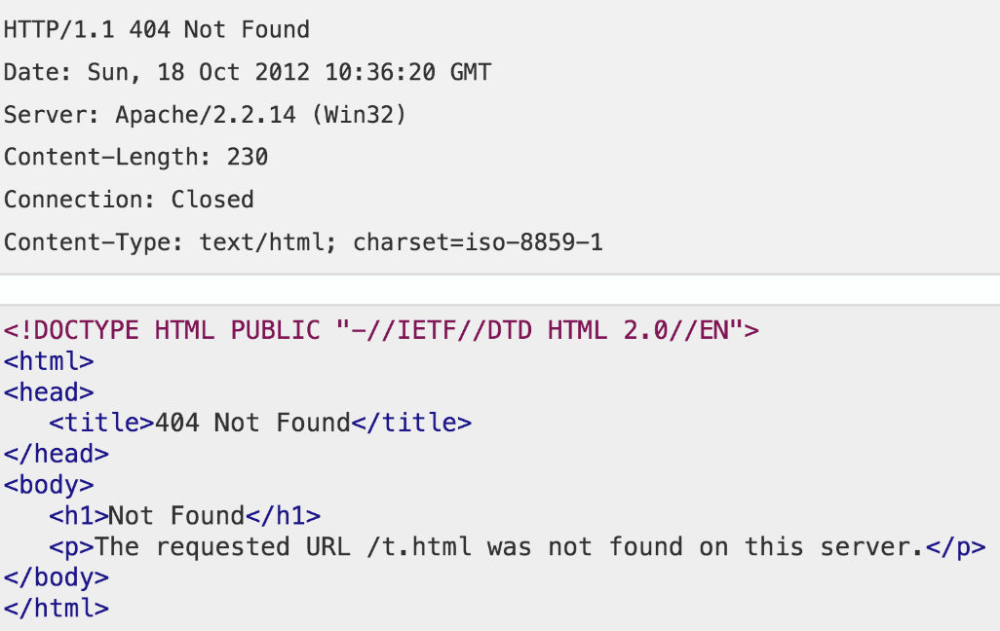 HTTP/1.1 404 Not Found
Date: Sun, 18 Oct 2012 10:36:20 GMT
Server: Apache/2.2.14 (Win32)
Content-Length: 230
Connection: Closed
Content-Type: text/html; charset=iso-8859-1
<!DOCTYPE HTML PUBLIC "-//IETF//DTD HTML 2.0//EN">
<html>
<head>
   <title>404 Not Found</title>
</head>
<body>
   <h1>Not Found</h1>
   <p>The requested URL /t.html was not found on this server.</p>
</body>
</html>